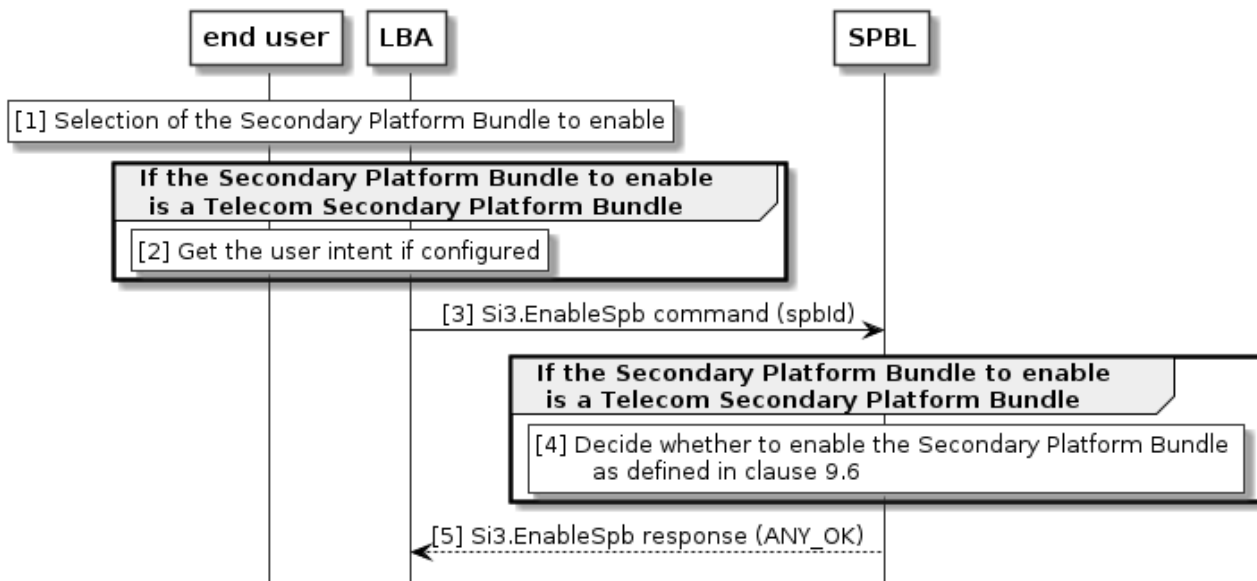 end user
LBA
SPBL
[1] Selection of the Secondary Platform Bundle to enable
If the Secondary Platform Bundle to enable
is a Telecom Secondary Platform Bundle
[2] Get the user intent if configured
[3] Si3.EnableSpb command (spbId)
If the Secondary Platform Bundle to enable
is a Telecom Secondary Platform Bundle
[4] Decide whether to enable the Secondary Platform Bundle
as defined in clause 9.6
[5] Si3.EnableSpb response (ANY_OK)